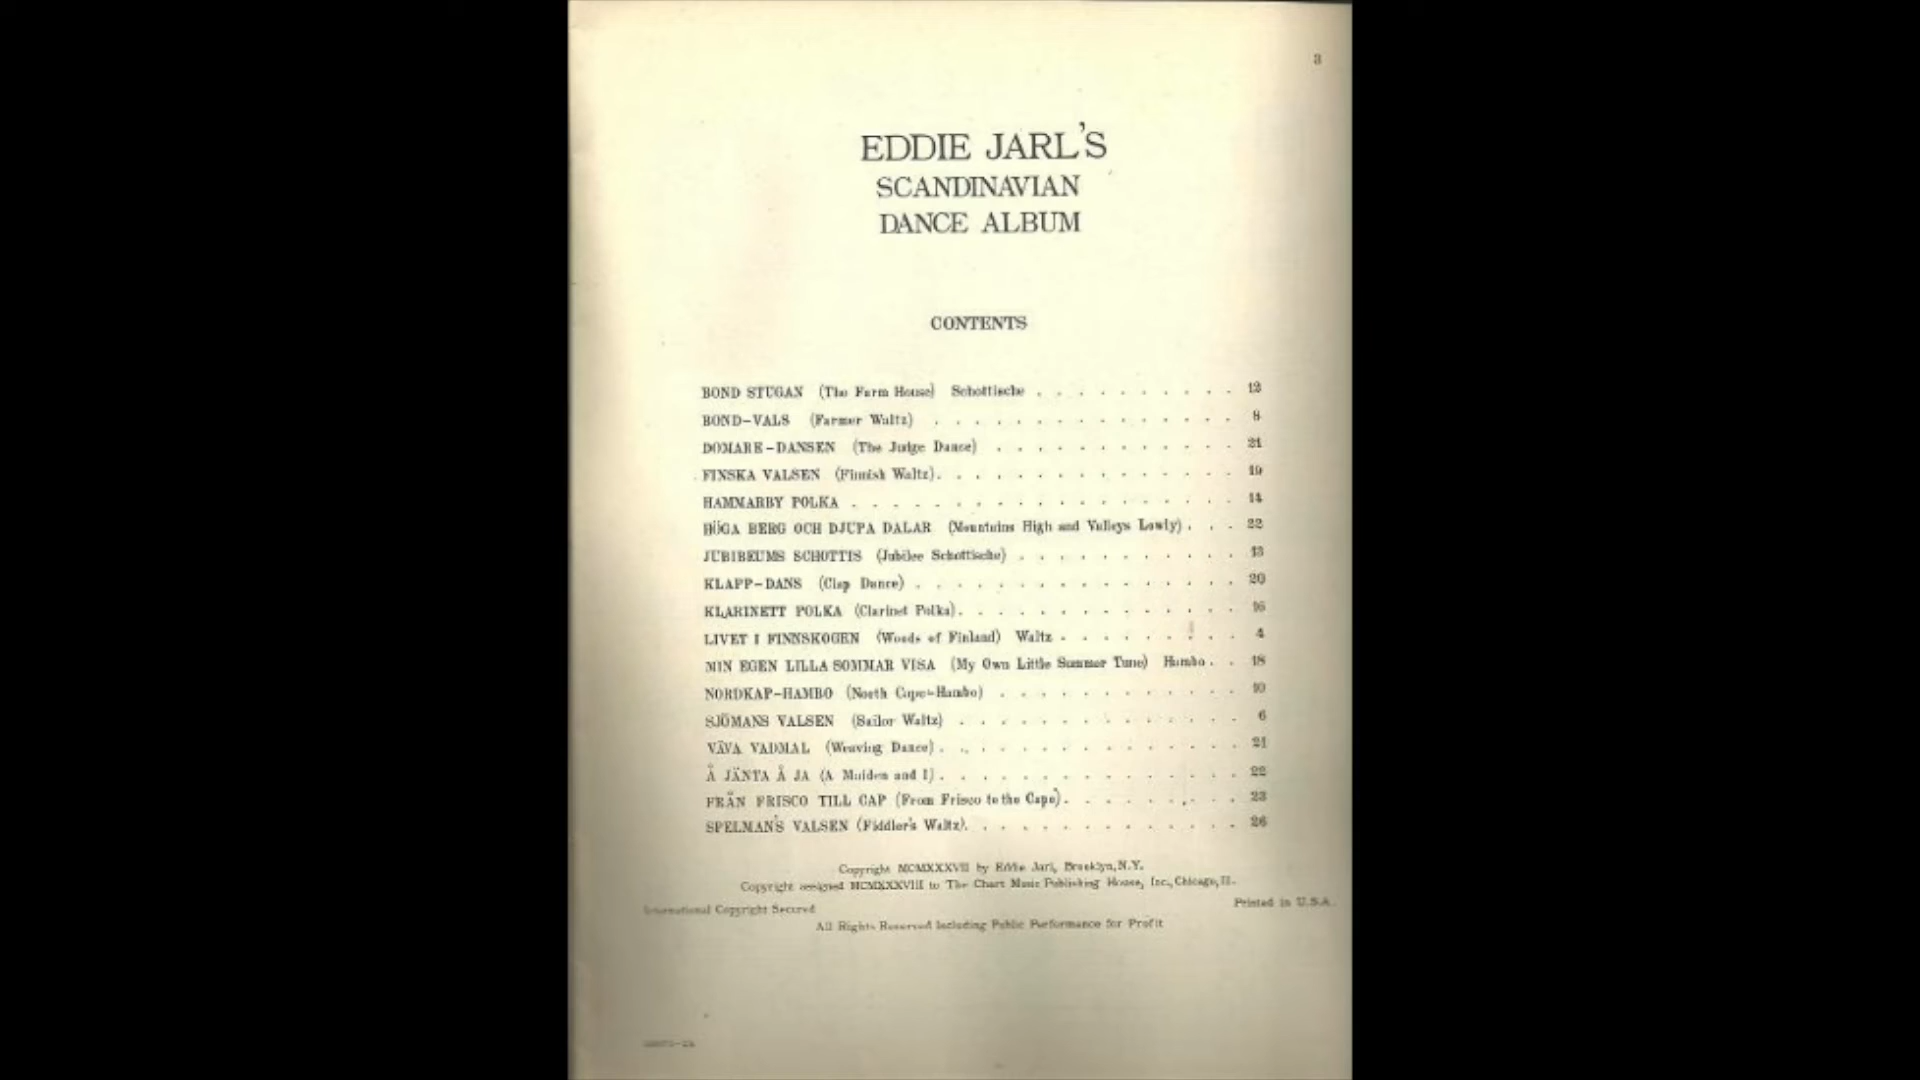 3
EDDIE JARL'S
SCANDINAVIAN
DANCE ALBUM
CONTENTS
BOND STUGAN (The Farm House) Schottische . . . . . . . . . . 12
BOND-VALS (Farmer Waltz) . . . . . . . . . . . . . . . 8
DOMARE-DANSEN (The Judge Dance) . . . . . . . . . . . . 21
FINSKA VALSEN (Finnish Waltz) . . . . . . . . . . . . . . 19
HAMMARBY POLKA . . . . . . . . . . . . . . . . . . 14
HÖGA BERG OCH DJUPA DALAR (Mountains High and Valleys Lowly) . . . 22
JUBIBEUMS SCHOTTIS (Jubilee Schottische) . . . . . . . . . . . 13
KLAPP-DANS (Clap Dance) . . . . . . . . . . . . . . . . 20
KLARINETT POLKA (Clarinet Polka) . . . . . . . . . . . . . 16
LIVET I FINNSKOGEN (Woods of Finland) Waltz . . . . . . . . . 4
MIN EGEN LILLA SOMMAR VISA (My Own Little Summer Tune) Hambo . . 18
NORDKAP-HAMBO (North Cape-Hambo) . . . . . . . . . . . . 10
SJÖMANS VALSEN (Sailor Waltz) . . . . . . . . . . . . . . 6
VÄVA VADMAL (Weaving Dance) . . . . . . . . . . . . . . . 21
Å JÄNTA Å JA (A Maiden and I) . . . . . . . . . . . . . . . 22
FRÅN FRISCO TILL CAP (From Frisco to the Cape) . . . . . . . . . 23
SPELMAN'S VALSEN (Fiddler's Waltz) . . . . . . . . . . . . . 26
Copyright MCMXXXVII by Eddie Jarl, Brooklyn, N.Y.
Copyright assigned MCMXXXVIII to The Chart Music Publishing House, Inc., Chicago, Ill.
International Copyright Secured
Printed in U.S.A.
All Rights Reserved Including Public Performance for Profit